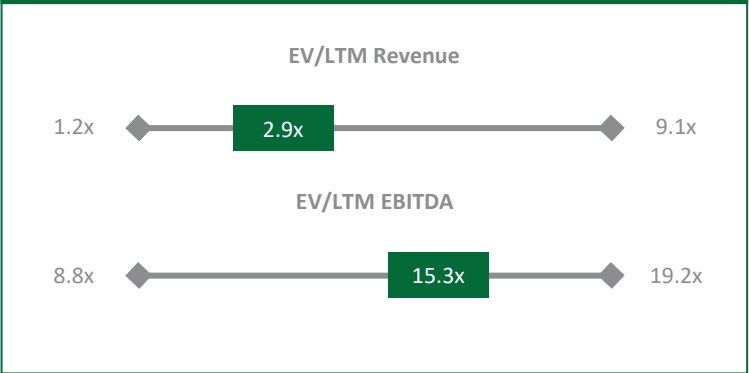 EV/LTM Revenue
1.2x 2.9x 9.1x
EV/LTM EBITDA
8.8x 15.3x 19.2x